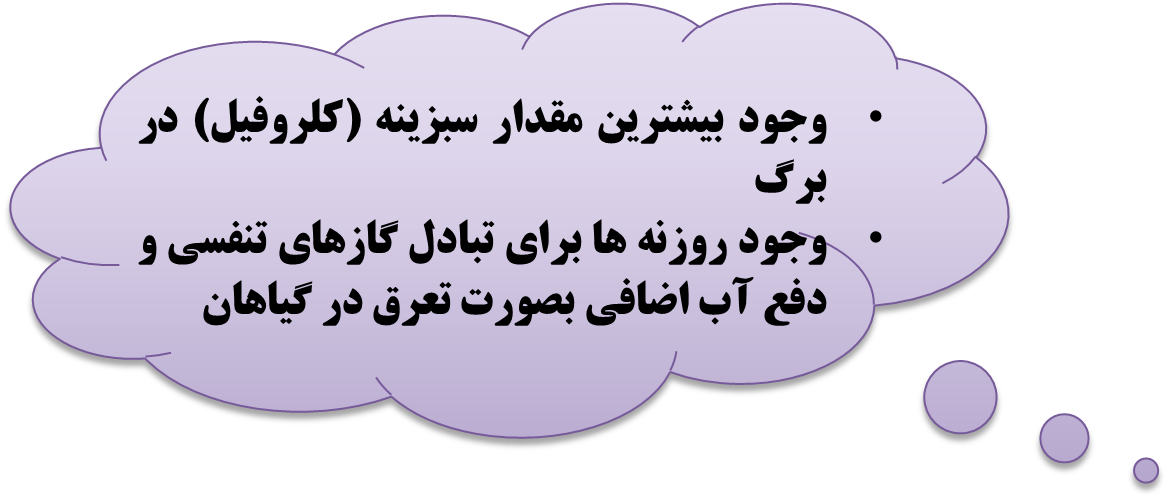 • وجود بیشترین مقدار سبزینه (کلروفیل) در
برگ
• وجود روزنه ها برای تبادل گازهای تنفسی و
دفع آب اضافی بصورت تعرق در گیاهان